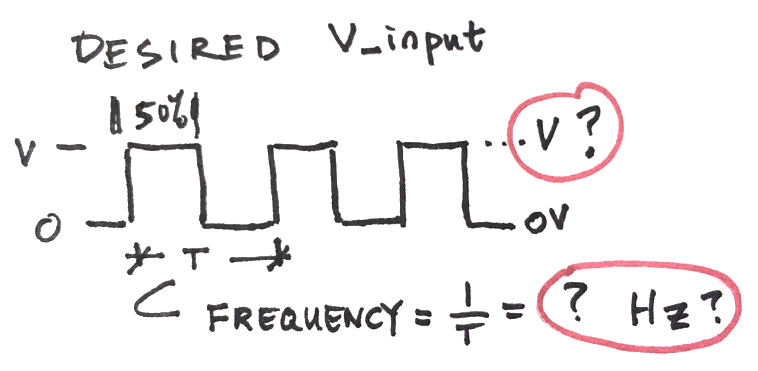 DESIRED V_input
50%
V
...V?
0
0V
T
FREQUENCY = 1/T = ? Hz?